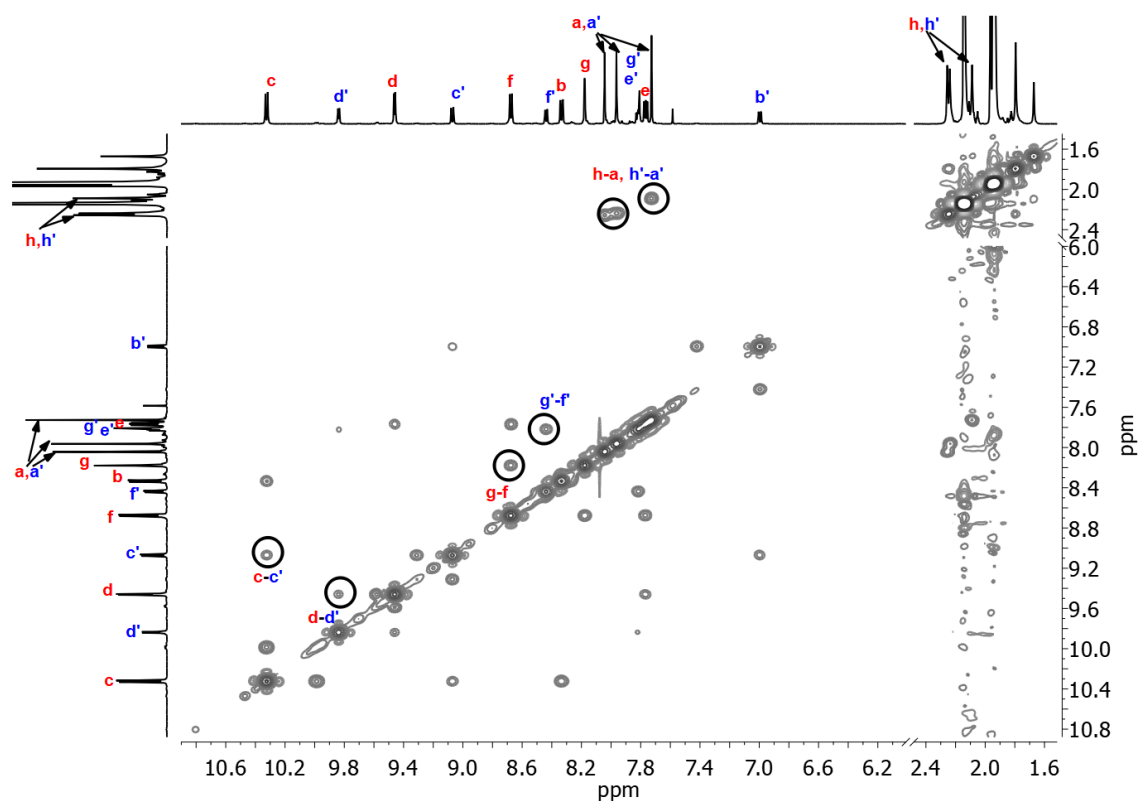 a,a' h,h'
c d' d c' f f' b g g' e' e b'
h-a, h'-a'
h,h'
b'
g'-f'
g' e' e
a,a'
g
b
f'
f
g-f
c'
c-c'
d
d-d'
d'
c
1.6
2.0
2.4
6.0
6.4
6.8
7.2
7.6
8.0
8.4
8.8
9.2
9.6
10.0
10.4
10.8
ppm
10.6 10.2 9.8 9.4 9.0 8.6 8.2 7.8 7.4 7.0 6.6 6.2 2.4 2.0 1.6
ppm